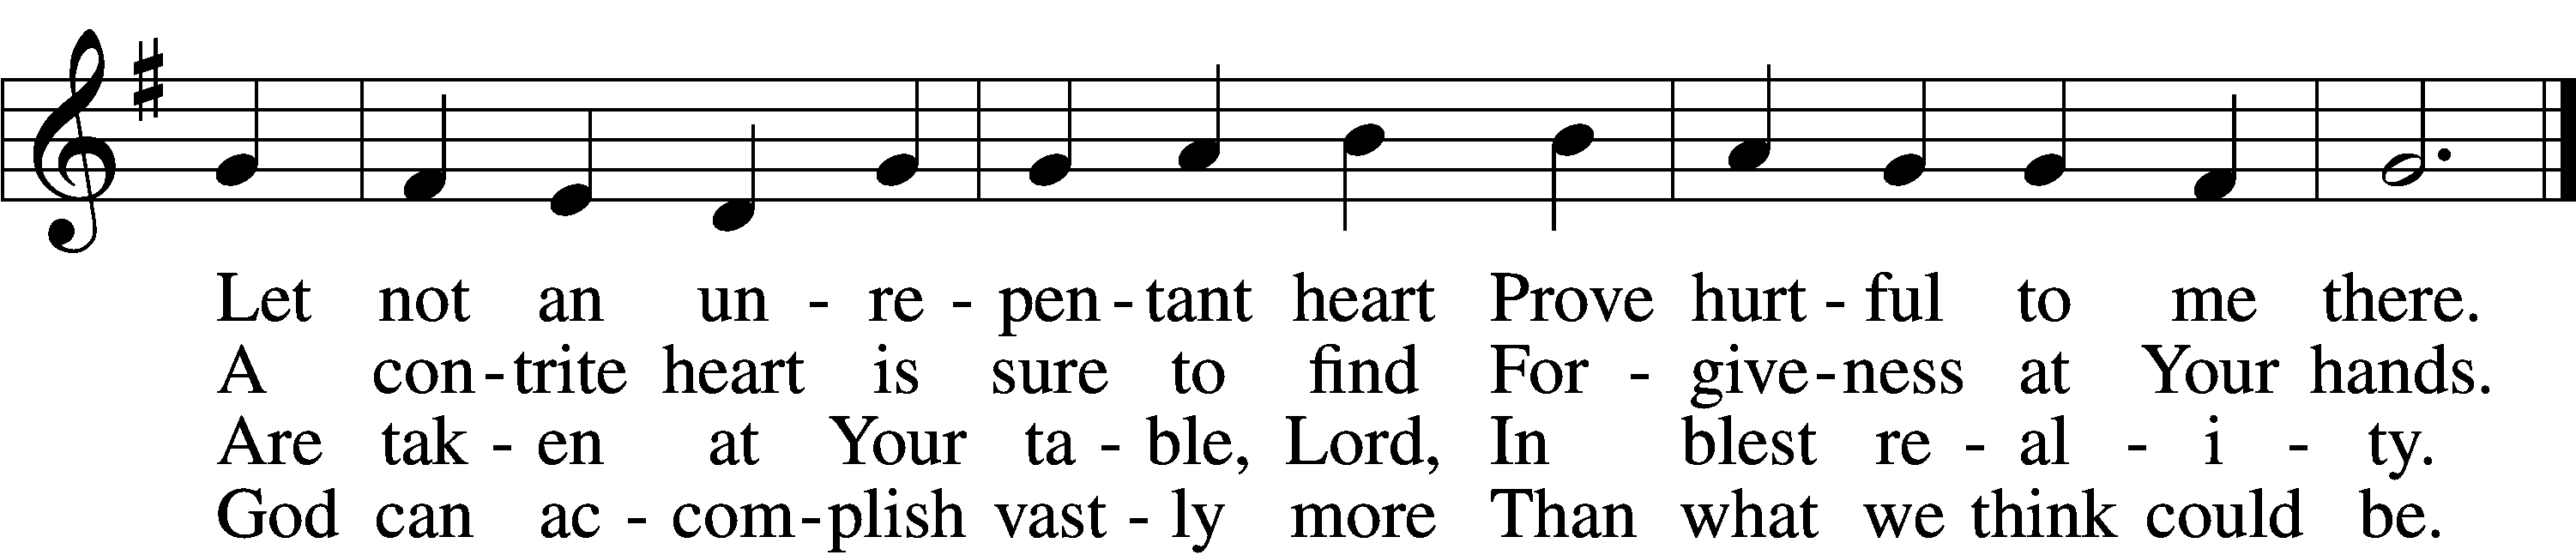 Let not an un - re - pen - tant heart Prove hurt - ful to me there.
A con - trite heart is sure to find For - give - ness at Your hands.
Are tak - en at Your ta - ble, Lord, In blest re - al - i - ty.
God can ac - com - plish vast - ly more Than what we think could be.